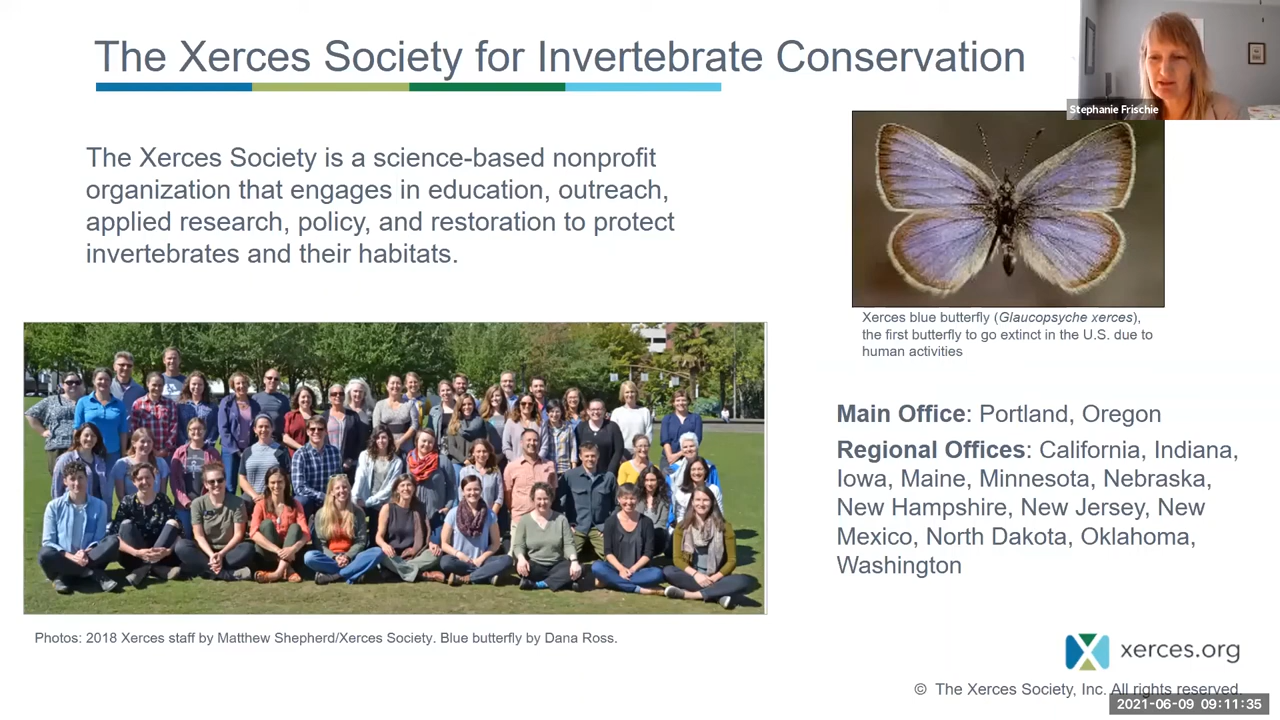 The Xerces Society for Invertebrate Conservation
Stephanie Frischie
The Xerces Society is a science-based nonprofit
organization that engages in education, outreach,
applied research, policy, and restoration to protect
invertebrates and their habitats.
Xerces blue butterfly (Glaucopsyche xerces),
the first butterfly to go extinct in the U.S. due to
human activities
Main Office: Portland, Oregon
Regional Offices: California, Indiana,
Iowa, Maine, Minnesota, Nebraska,
New Hampshire, New Jersey, New
Mexico, North Dakota, Oklahoma,
Washington
Photos: 2018 Xerces staff by Matthew Shepherd/Xerces Society. Blue butterfly by Dana Ross.
xerces.org
© The Xerces Society, Inc. All rights reserved.
2021-06-09 09:11:35